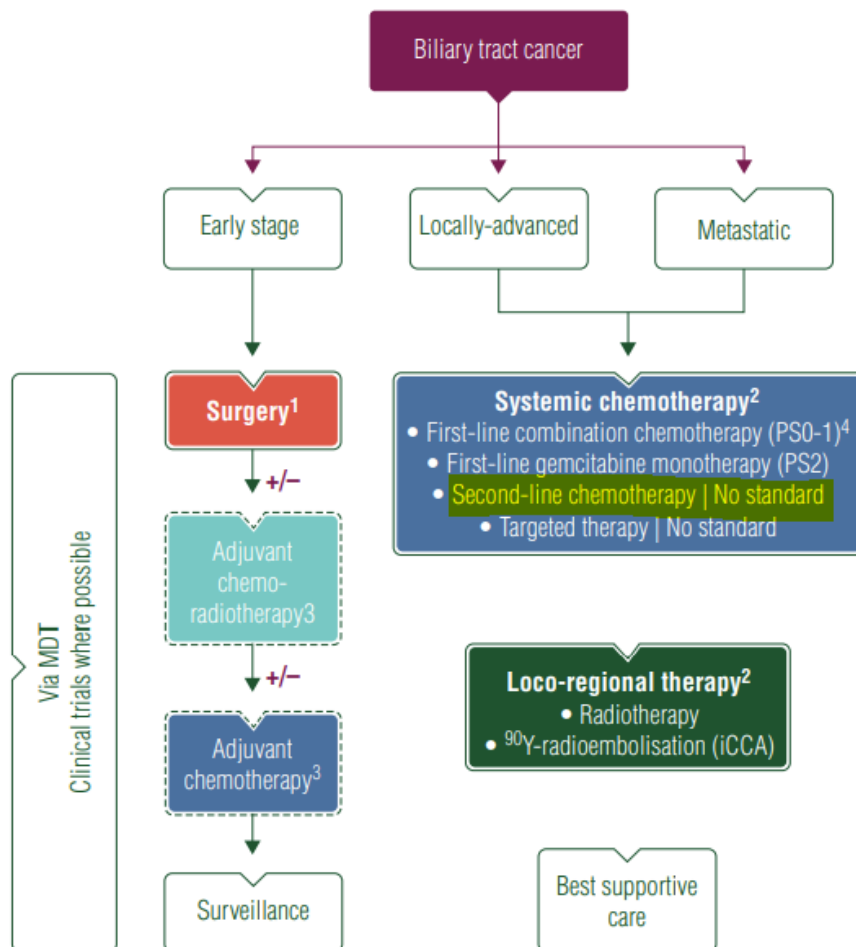 Biliary tract cancer
Early stage
Locally-advanced
Metastatic
Via MDT
Clinical trials where possible
Surgery1
+/–
Adjuvant
chemo-
radiotherapy3
+/–
Adjuvant
chemotherapy3
Surveillance
Systemic chemotherapy2
• First-line combination chemotherapy (PS0-1)4
• First-line gemcitabine monotherapy (PS2)
• Second-line chemotherapy | No standard
• Targeted therapy | No standard
Loco-regional therapy2
• Radiotherapy
• 90Y-radioembolisation (iCCA)
Best supportive
care